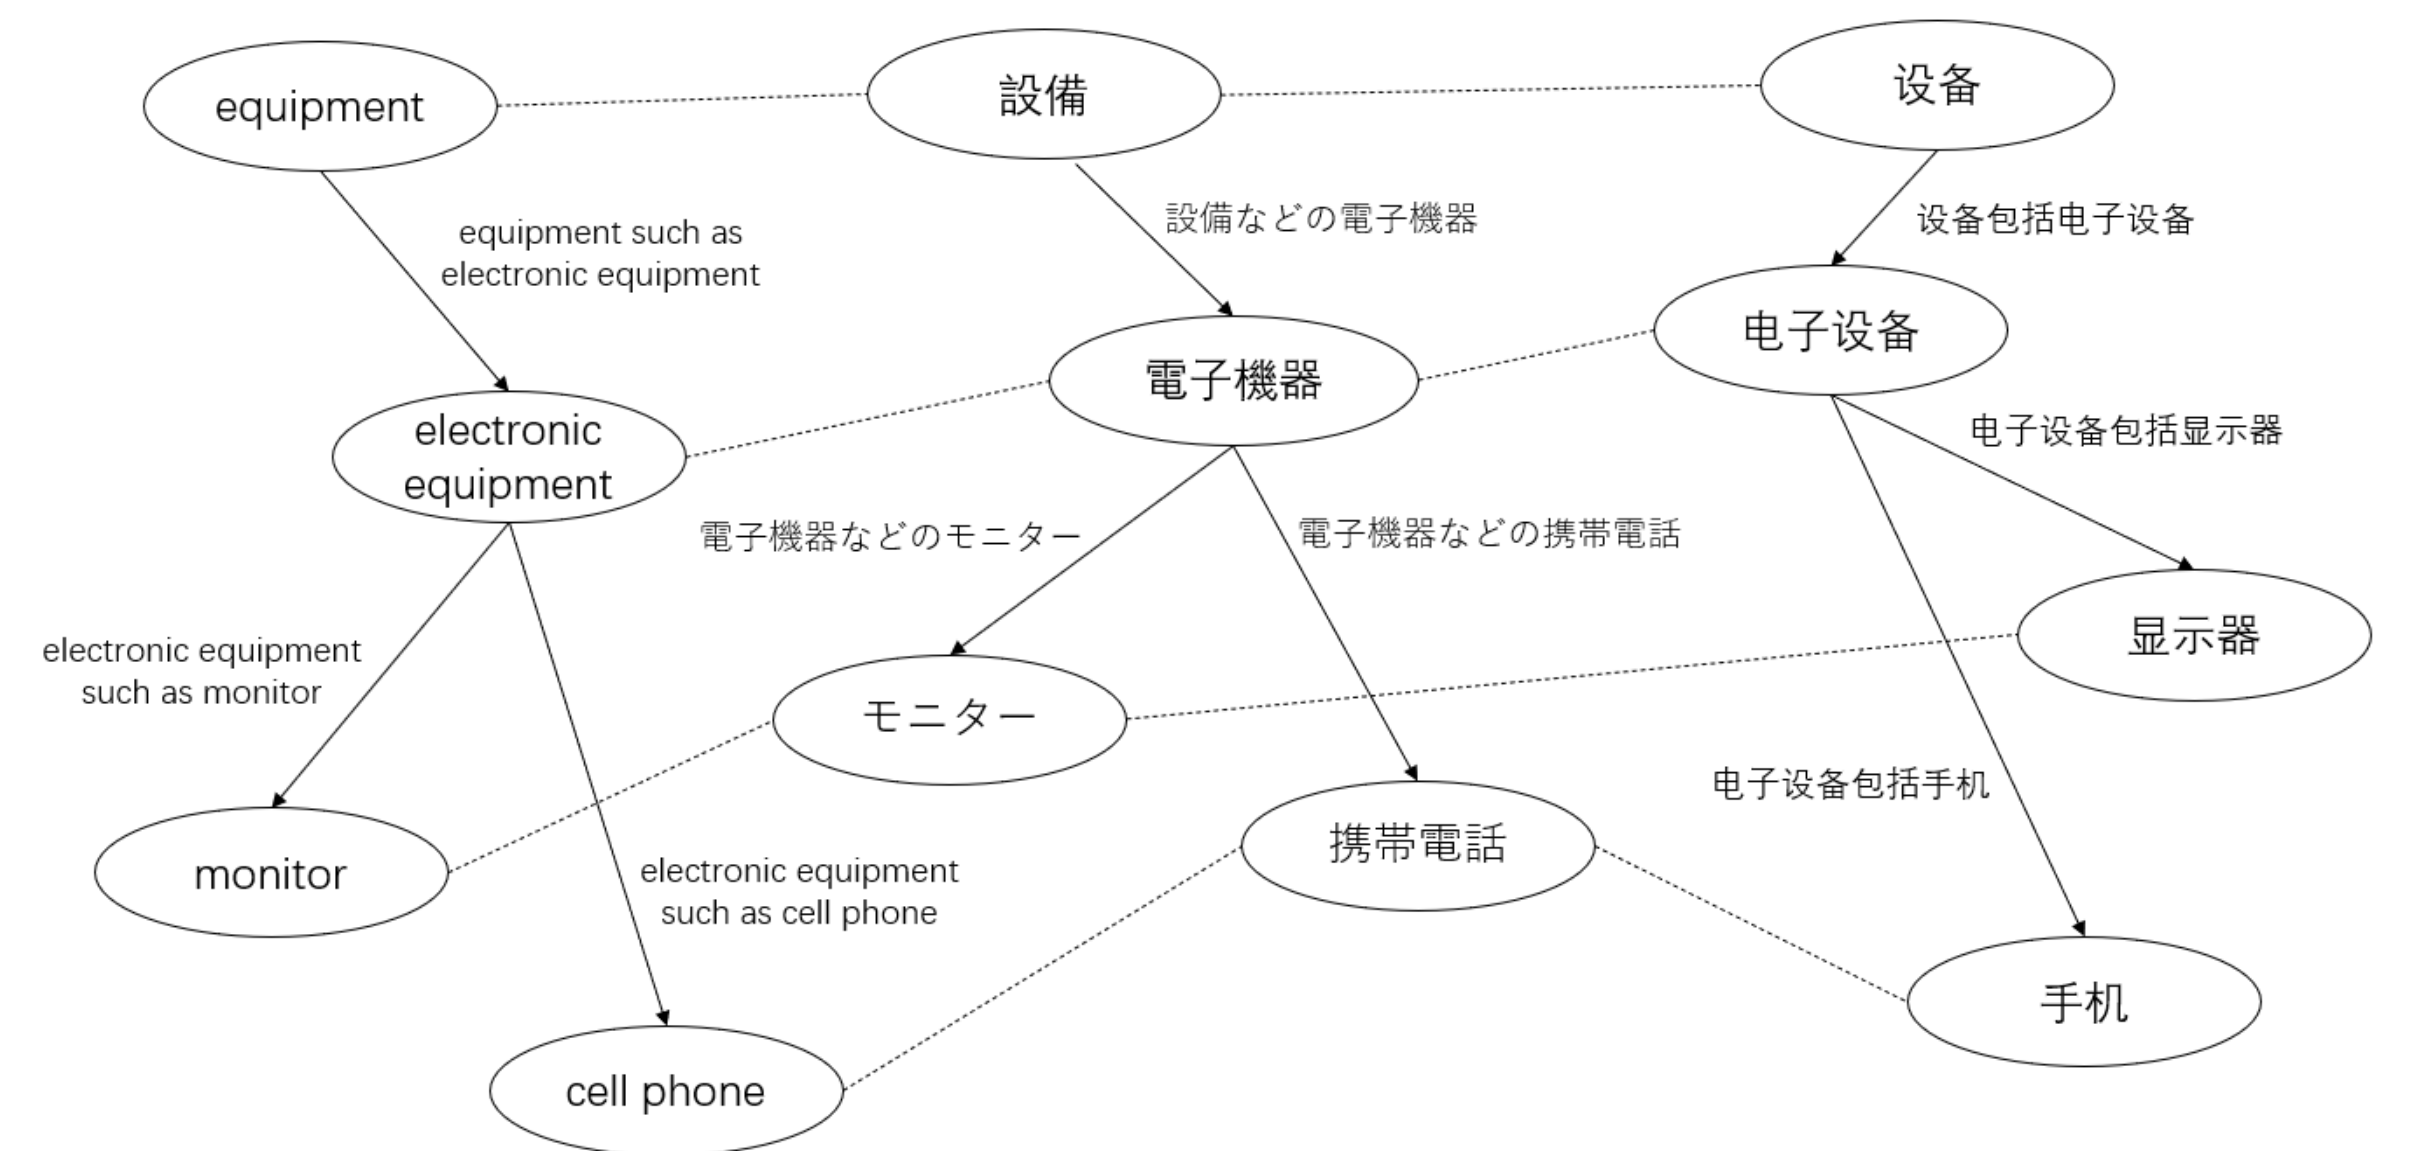 equipment
設備
设备
equipment such as
electronic equipment
設備などの電子機器
设备包括电子设备
electronic
equipment
電子機器
电子设备
电子设备包括显示器
電子機器などのモニター
電子機器などの携帯電話
electronic equipment
such as monitor
モニター
显示器
电子设备包括手机
monitor
携帯電話
electronic equipment
such as cell phone
手机
cell phone